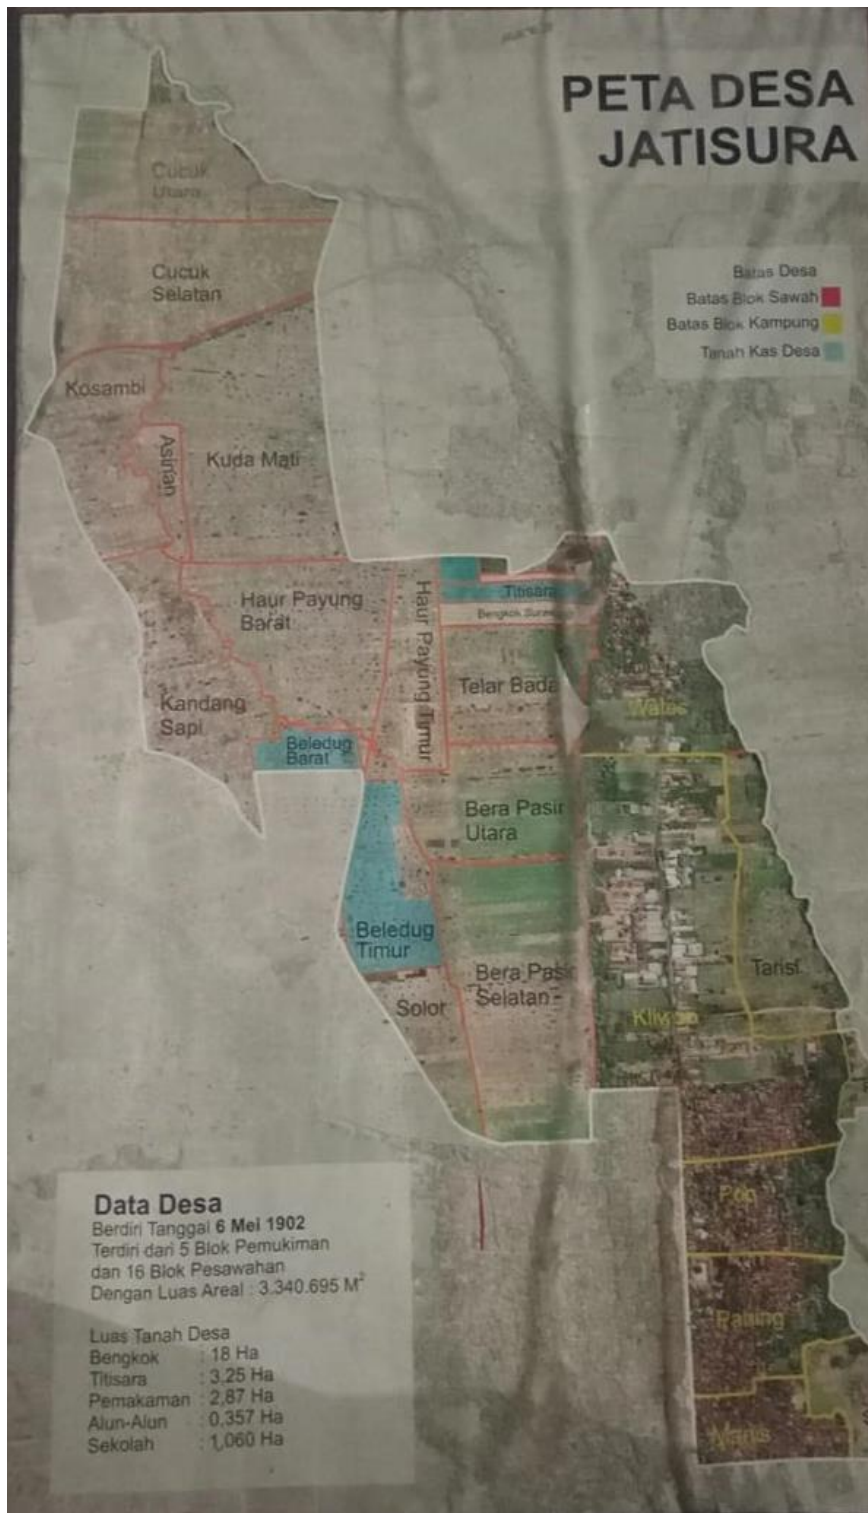 PETA DESA
JATISURA
Batas Desa
Batas Blok Sawah
Batas Blok Kampung
Tanah Kas Desa
Cucuk
Utara
Cucuk
Selatan
Kosambi
Asinan
Kuda Mati
Haur Payung
Barat
Haur Payung Timur
Titisara
Bengkok
Telar Bada
Kandang
Sapi
Beledug
Barat
Wales
Bera Pasir
Utara
Beledug
Timur
Bera Pasir
Selatan
Solor
Tarisi
Kliwon
Pon
Pahing
Manis
Data Desa
Berdiri Tanggal 6 Mei 1902
Terdiri dari 5 Blok Pemukiman
dan 16 Blok Pesawahan
Dengan Luas Areal : 3.340.695 M²
Luas Tanah Desa
Bengkok : 18 Ha
Titisara : 3,25 Ha
Pemakaman : 2,87 Ha
Alun-Alun : 0,357 Ha
Sekolah : 1,060 Ha